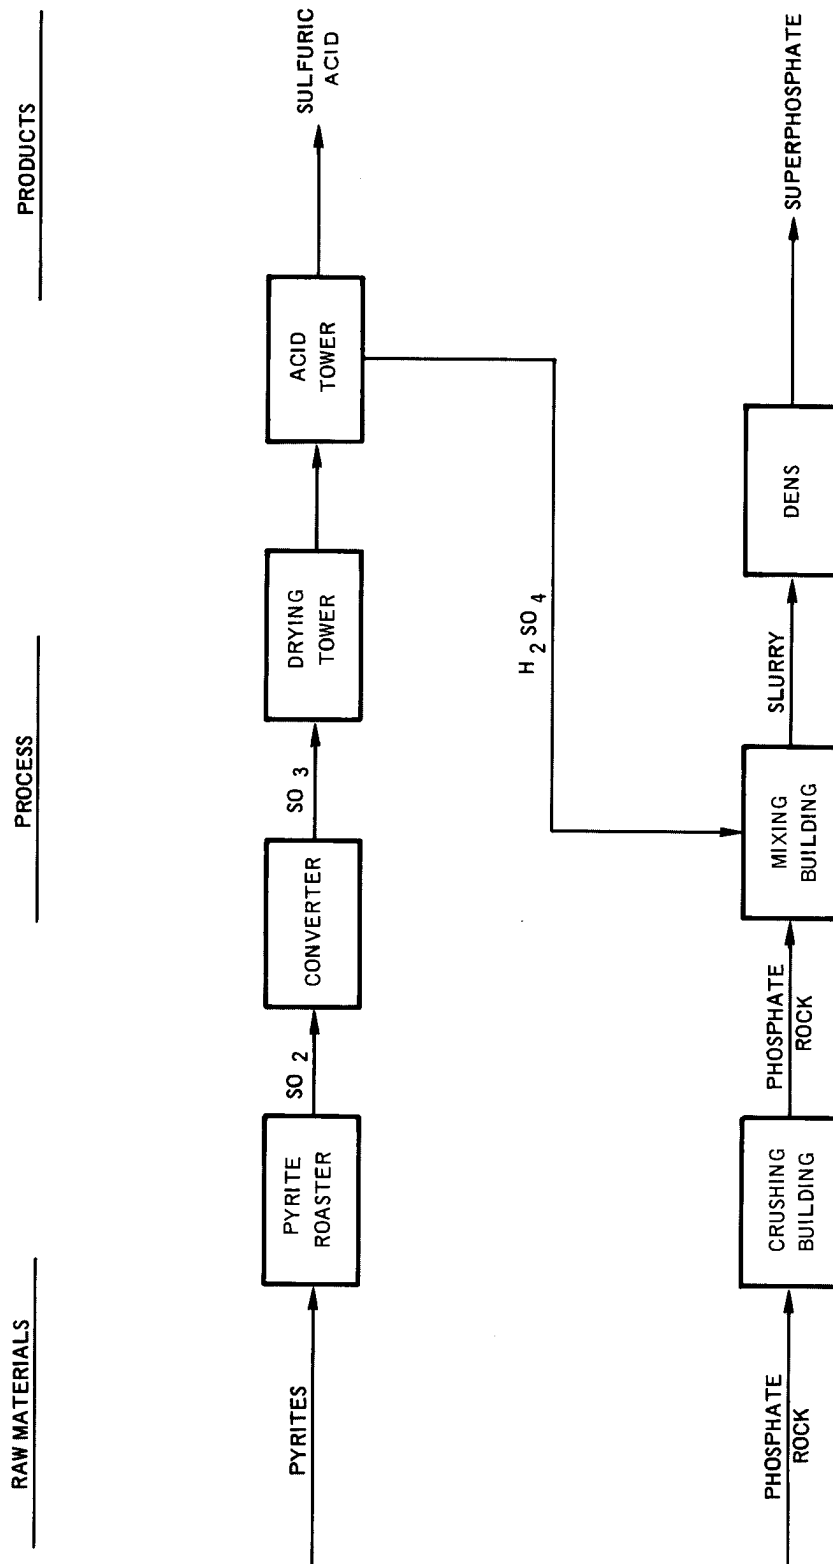 RAW MATERIALS
PROCESS
PRODUCTS
PYRITES
PYRITE
ROASTER
SO 2
CONVERTER
SO 3
DRYING
TOWER
ACID
TOWER
SULFURIC
ACID
H 2 SO 4
PHOSPHATE
ROCK
CRUSHING
BUILDING
PHOSPHATE
ROCK
MIXING
BUILDING
SLURRY
DENS
SUPERPHOSPHATE